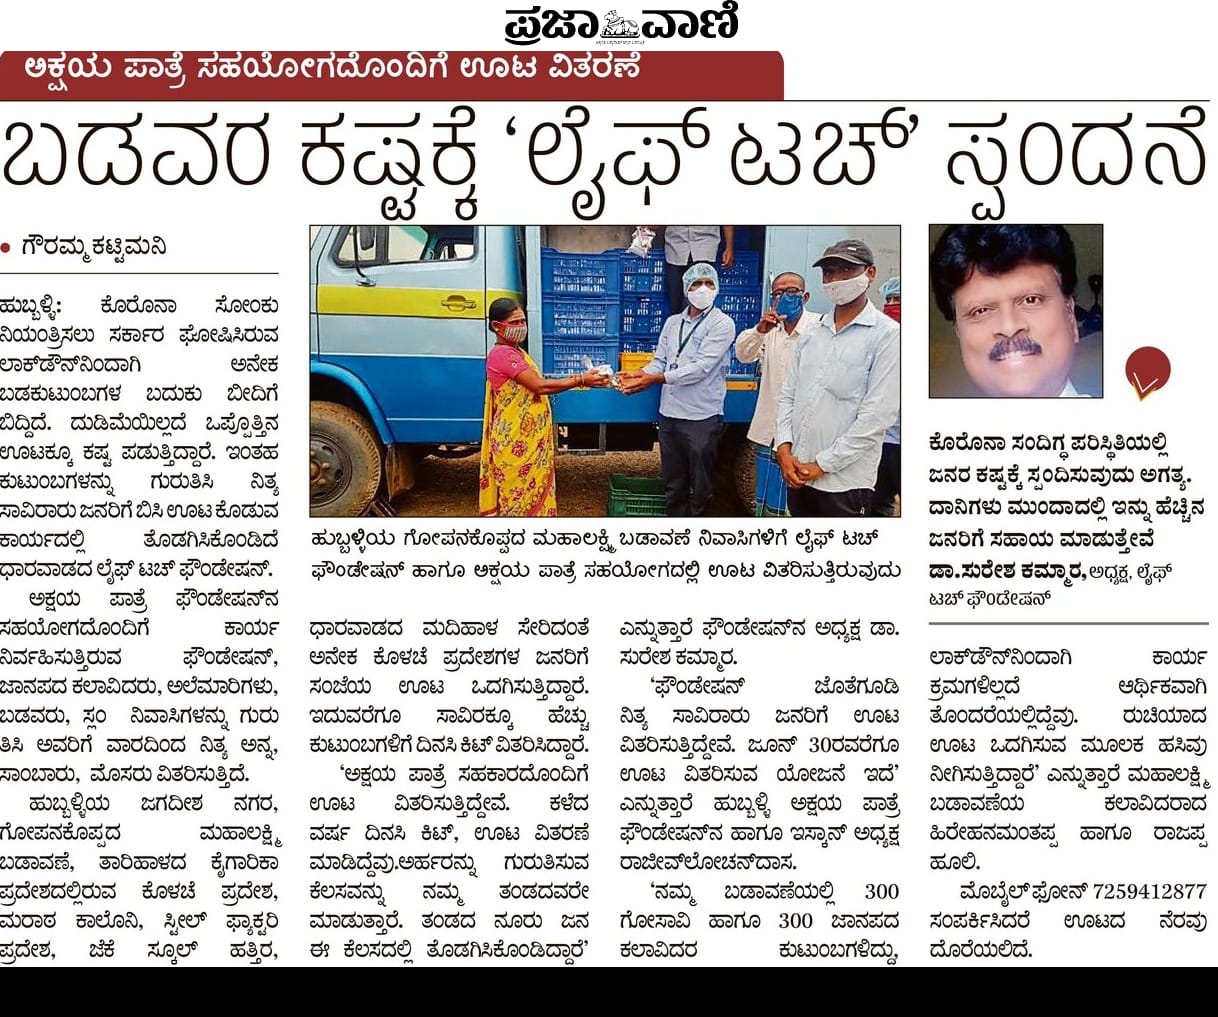 ಪ್ರಜಾವಾಣಿ
ಅಕ್ಷಯ ಪಾತ್ರೆ ಸಹಯೋಗದೊಂದಿಗೆ ಊಟ ವಿತರಣೆ
ಬಡವರ ಕಷ್ಟಕ್ಕೆ ‘ಲೈಫ್ ಟಚ್’ ಸ್ಪಂದನೆ
• ಗೌರಮ್ಮ ಕಟ್ಟಿಮನಿ
ಹುಬ್ಬಳ್ಳಿ: ಕೊರೊನಾ ಸೋಂಕು
ನಿಯಂತ್ರಿಸಲು ಸರ್ಕಾರ ಘೋಷಿಸಿರುವ
ಲಾಕ್‌ಡೌನ್‌ನಿಂದಾಗಿ ಅನೇಕ
ಬಡಕುಟುಂಬಗಳ ಬದುಕು ಬೀದಿಗೆ
ಬಿದ್ದಿದೆ. ದುಡಿಮೆಯಿಲ್ಲದೆ ಒಪ್ಪೊತ್ತಿನ
ಊಟಕ್ಕೂ ಕಷ್ಟ ಪಡುತ್ತಿದ್ದಾರೆ. ಇಂತಹ
ಕುಟುಂಬಗಳನ್ನು ಗುರುತಿಸಿ ನಿತ್ಯ
ಸಾವಿರಾರು ಜನರಿಗೆ ಬಿಸಿ ಊಟ ಕೊಡುವ
ಕಾರ್ಯದಲ್ಲಿ ತೊಡಗಿಸಿಕೊಂಡಿದೆ
ಧಾರವಾಡದ ಲೈಫ್ ಟಚ್ ಫೌಂಡೇಷನ್.
ಅಕ್ಷಯ ಪಾತ್ರೆ ಫೌಂಡೇಷನ್‌ನ
ಸಹಯೋಗದೊಂದಿಗೆ ಕಾರ್ಯ
ನಿರ್ವಹಿಸುತ್ತಿರುವ ಫೌಂಡೇಷನ್,
ಜಾನಪದ ಕಲಾವಿದರು, ಅಲೆಮಾರಿಗಳು,
ಬಡವರು, ಸ್ಲಂ ನಿವಾಸಿಗಳನ್ನು ಗುರು
ತಿಸಿ ಅವರಿಗೆ ವಾರದಿಂದ ನಿತ್ಯ ಅನ್ನ,
ಸಾಂಬಾರು, ಮೊಸರು ವಿತರಿಸುತ್ತಿದೆ.
ಹುಬ್ಬಳ್ಳಿಯ ಜಗದೀಶ ನಗರ,
ಗೋಪನಕೊಪ್ಪದ ಮಹಾಲಕ್ಷ್ಮಿ
ಬಡಾವಣೆ, ತಾರಿಹಾಳದ ಕೈಗಾರಿಕಾ
ಪ್ರದೇಶದಲ್ಲಿರುವ ಕೊಳಚೆ ಪ್ರದೇಶ,
ಮರಾಠ ಕಾಲೊನಿ, ಸ್ಟೀಲ್ ಫ್ಯಾಕ್ಟರಿ
ಪ್ರದೇಶ, ಜೆಕೆ ಸ್ಕೂಲ್ ಹತ್ತಿರ,
ಹುಬ್ಬಳ್ಳಿಯ ಗೋಪನಕೊಪ್ಪದ ಮಹಾಲಕ್ಷ್ಮಿ ಬಡಾವಣೆ ನಿವಾಸಿಗಳಿಗೆ ಲೈಫ್ ಟಚ್
ಫೌಂಡೇಷನ್ ಹಾಗೂ ಅಕ್ಷಯ ಪಾತ್ರೆ ಸಹಯೋಗದಲ್ಲಿ ಊಟ ವಿತರಿಸುತ್ತಿರುವುದು
ಧಾರವಾಡದ ಮದಿಹಾಳ ಸೇರಿದಂತೆ
ಅನೇಕ ಕೊಳಚೆ ಪ್ರದೇಶಗಳ ಜನರಿಗೆ
ಸಂಜೆಯ ಊಟ ಒದಗಿಸುತ್ತಿದ್ದಾರೆ.
ಇದುವರೆಗೂ ಸಾವಿರಕ್ಕೂ ಹೆಚ್ಚು
ಕುಟುಂಬಗಳಿಗೆ ದಿನಸಿ ಕಿಟ್ ವಿತರಿಸಿದ್ದಾರೆ.
‘ಅಕ್ಷಯ ಪಾತ್ರೆ ಸಹಕಾರದೊಂದಿಗೆ
ಊಟ ವಿತರಿಸುತ್ತಿದ್ದೇವೆ. ಕಳೆದ
ವರ್ಷ ದಿನಸಿ ಕಿಟ್, ಊಟ ವಿತರಣೆ
ಮಾಡಿದ್ದೆವು.ಅರ್ಹರನ್ನು ಗುರುತಿಸುವ
ಕೆಲಸವನ್ನು ನಮ್ಮ ತಂಡದವರೇ
ಮಾಡುತ್ತಾರೆ. ತಂಡದ ನೂರು ಜನ
ಈ ಕೆಲಸದಲ್ಲಿ ತೊಡಗಿಸಿಕೊಂಡಿದ್ದಾರೆ’
ಎನ್ನುತ್ತಾರೆ ಫೌಂಡೇಷನ್‌ನ ಅಧ್ಯಕ್ಷ ಡಾ.
ಸುರೇಶ ಕಮ್ಮಾರ.
‘ಫೌಂಡೇಷನ್ ಜೊತೆಗೂಡಿ
ನಿತ್ಯ ಸಾವಿರಾರು ಜನರಿಗೆ ಊಟ
ವಿತರಿಸುತ್ತಿದ್ದೇವೆ. ಜೂನ್ 30ರವರೆಗೂ
ಊಟ ವಿತರಿಸುವ ಯೋಜನೆ ಇದೆ’
ಎನ್ನುತ್ತಾರೆ ಹುಬ್ಬಳ್ಳಿ ಅಕ್ಷಯ ಪಾತ್ರೆ
ಫೌಂಡೇಷನ್‌ನ ಹಾಗೂ ಇಸ್ಕಾನ್ ಅಧ್ಯಕ್ಷ
ರಾಜೀವ್‌ಲೋಚನ್‌ದಾಸ.
‘ನಮ್ಮ ಬಡಾವಣೆಯಲ್ಲಿ 300
ಗೋಸಾವಿ ಹಾಗೂ 300 ಜಾನಪದ
ಕಲಾವಿದರ ಕುಟುಂಬಗಳಿದ್ದು,
ಕೊರೊನಾ ಸಂದಿಗ್ಧ ಪರಿಸ್ಥಿತಿಯಲ್ಲಿ
ಜನರ ಕಷ್ಟಕ್ಕೆ ಸ್ಪಂದಿಸುವುದು ಅಗತ್ಯ.
ದಾನಿಗಳು ಮುಂದಾದಲ್ಲಿ ಇನ್ನು ಹೆಚ್ಚಿನ
ಜನರಿಗೆ ಸಹಾಯ ಮಾಡುತ್ತೇವೆ
ಡಾ.ಸುರೇಶ ಕಮ್ಮಾರ, ಅಧ್ಯಕ್ಷ, ಲೈಫ್
ಟಚ್ ಫೌಂಡೇಷನ್
ಲಾಕ್‌ಡೌನ್‌ನಿಂದಾಗಿ ಕಾರ್ಯ
ಕ್ರಮಗಳಿಲ್ಲದೆ ಆರ್ಥಿಕವಾಗಿ
ತೊಂದರೆಯಲ್ಲಿದ್ದೆವು. ರುಚಿಯಾದ
ಊಟ ಒದಗಿಸುವ ಮೂಲಕ ಹಸಿವು
ನೀಗಿಸುತ್ತಿದ್ದಾರೆ’ ಎನ್ನುತ್ತಾರೆ ಮಹಾಲಕ್ಷ್ಮಿ
ಬಡಾವಣೆಯ ಕಲಾವಿದರಾದ
ಹಿರೇಹನಮಂತಪ್ಪ ಹಾಗೂ ರಾಜಪ್ಪ
ಹೂಲಿ.
ಮೊಬೈಲ್ ಫೋನ್ 7259412877
ಸಂಪರ್ಕಿಸಿದರೆ ಊಟದ ನೆರವು
ದೊರೆಯಲಿದೆ.